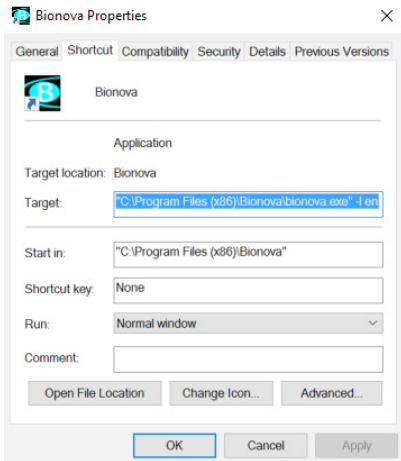 Bionova Properties
General Shortcut Compatibility Security Details Previous Versions
Bionova
Application
Target location: Bionova
Target: "C:\Program Files (x86)\Bionova\bionova.exe" -l en
Start in: "C:\Program Files (x86)\Bionova"
Shortcut key: None
Run: Normal window
Comment:
Open File Location Change Icon... Advanced...
OK Cancel Apply